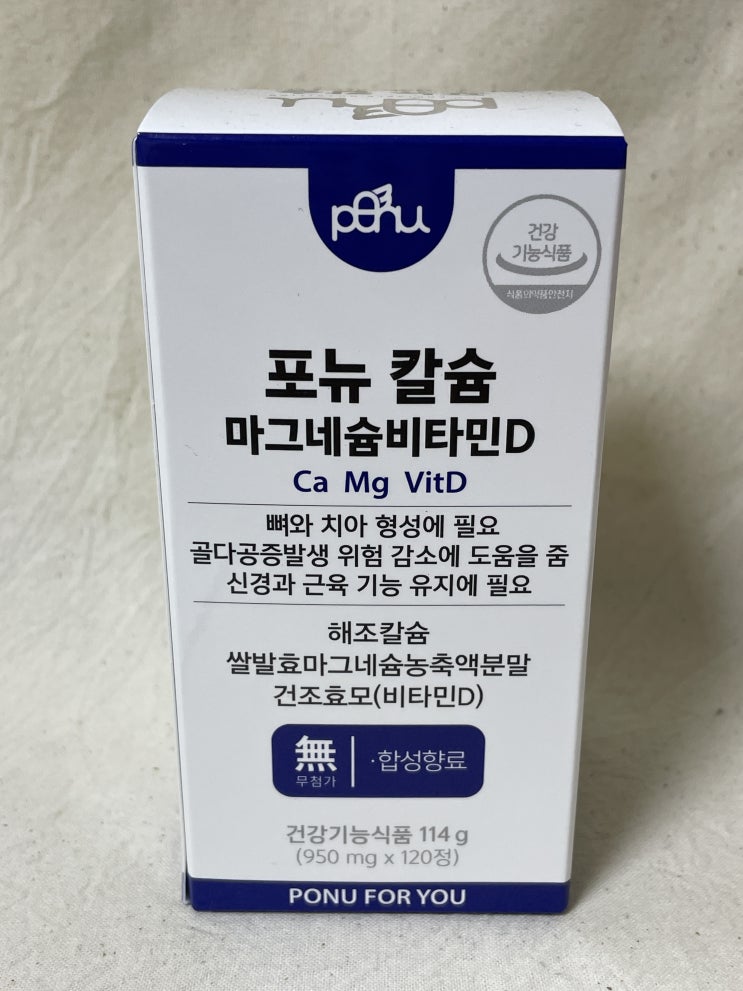 ponu
ponu
건강
기능식품
식품의약품안전처
포뉴 칼슘
마그네슘비타민D
Ca Mg VitD
뼈와 치아 형성에 필요
골다공증발생 위험 감소에 도움을 줌
신경과 근육 기능 유지에 필요
해조칼슘
쌀발효마그네슘농축액분말
건조효모(비타민D)
無
무첨가
·합성향료
건강기능식품 114 g
(950 mg x 120정)
PONU FOR YOU